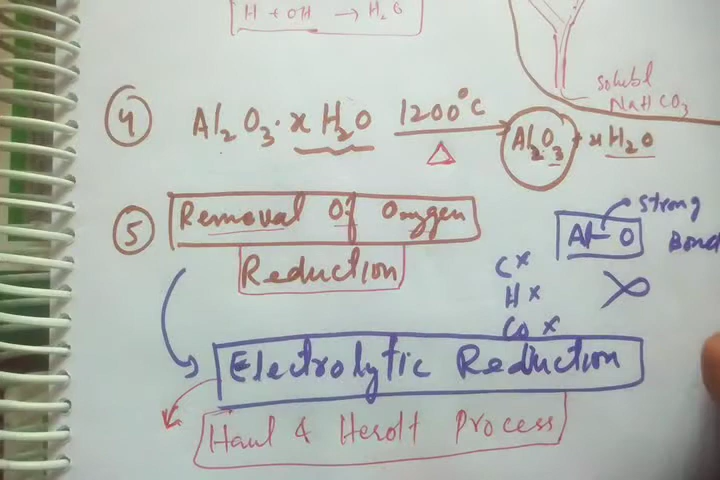 H + OH → H₂O
Solubl
NaHCO₃
④ Al₂O₃·xH₂O 1200°C → Al₂O₃ + xH₂O
△
⑤ Removal Of Oxygen
Reduction
Al-O Strong
Bond
C×
H×
Co×
Electrolytic Reduction
Haul & Herolt Process